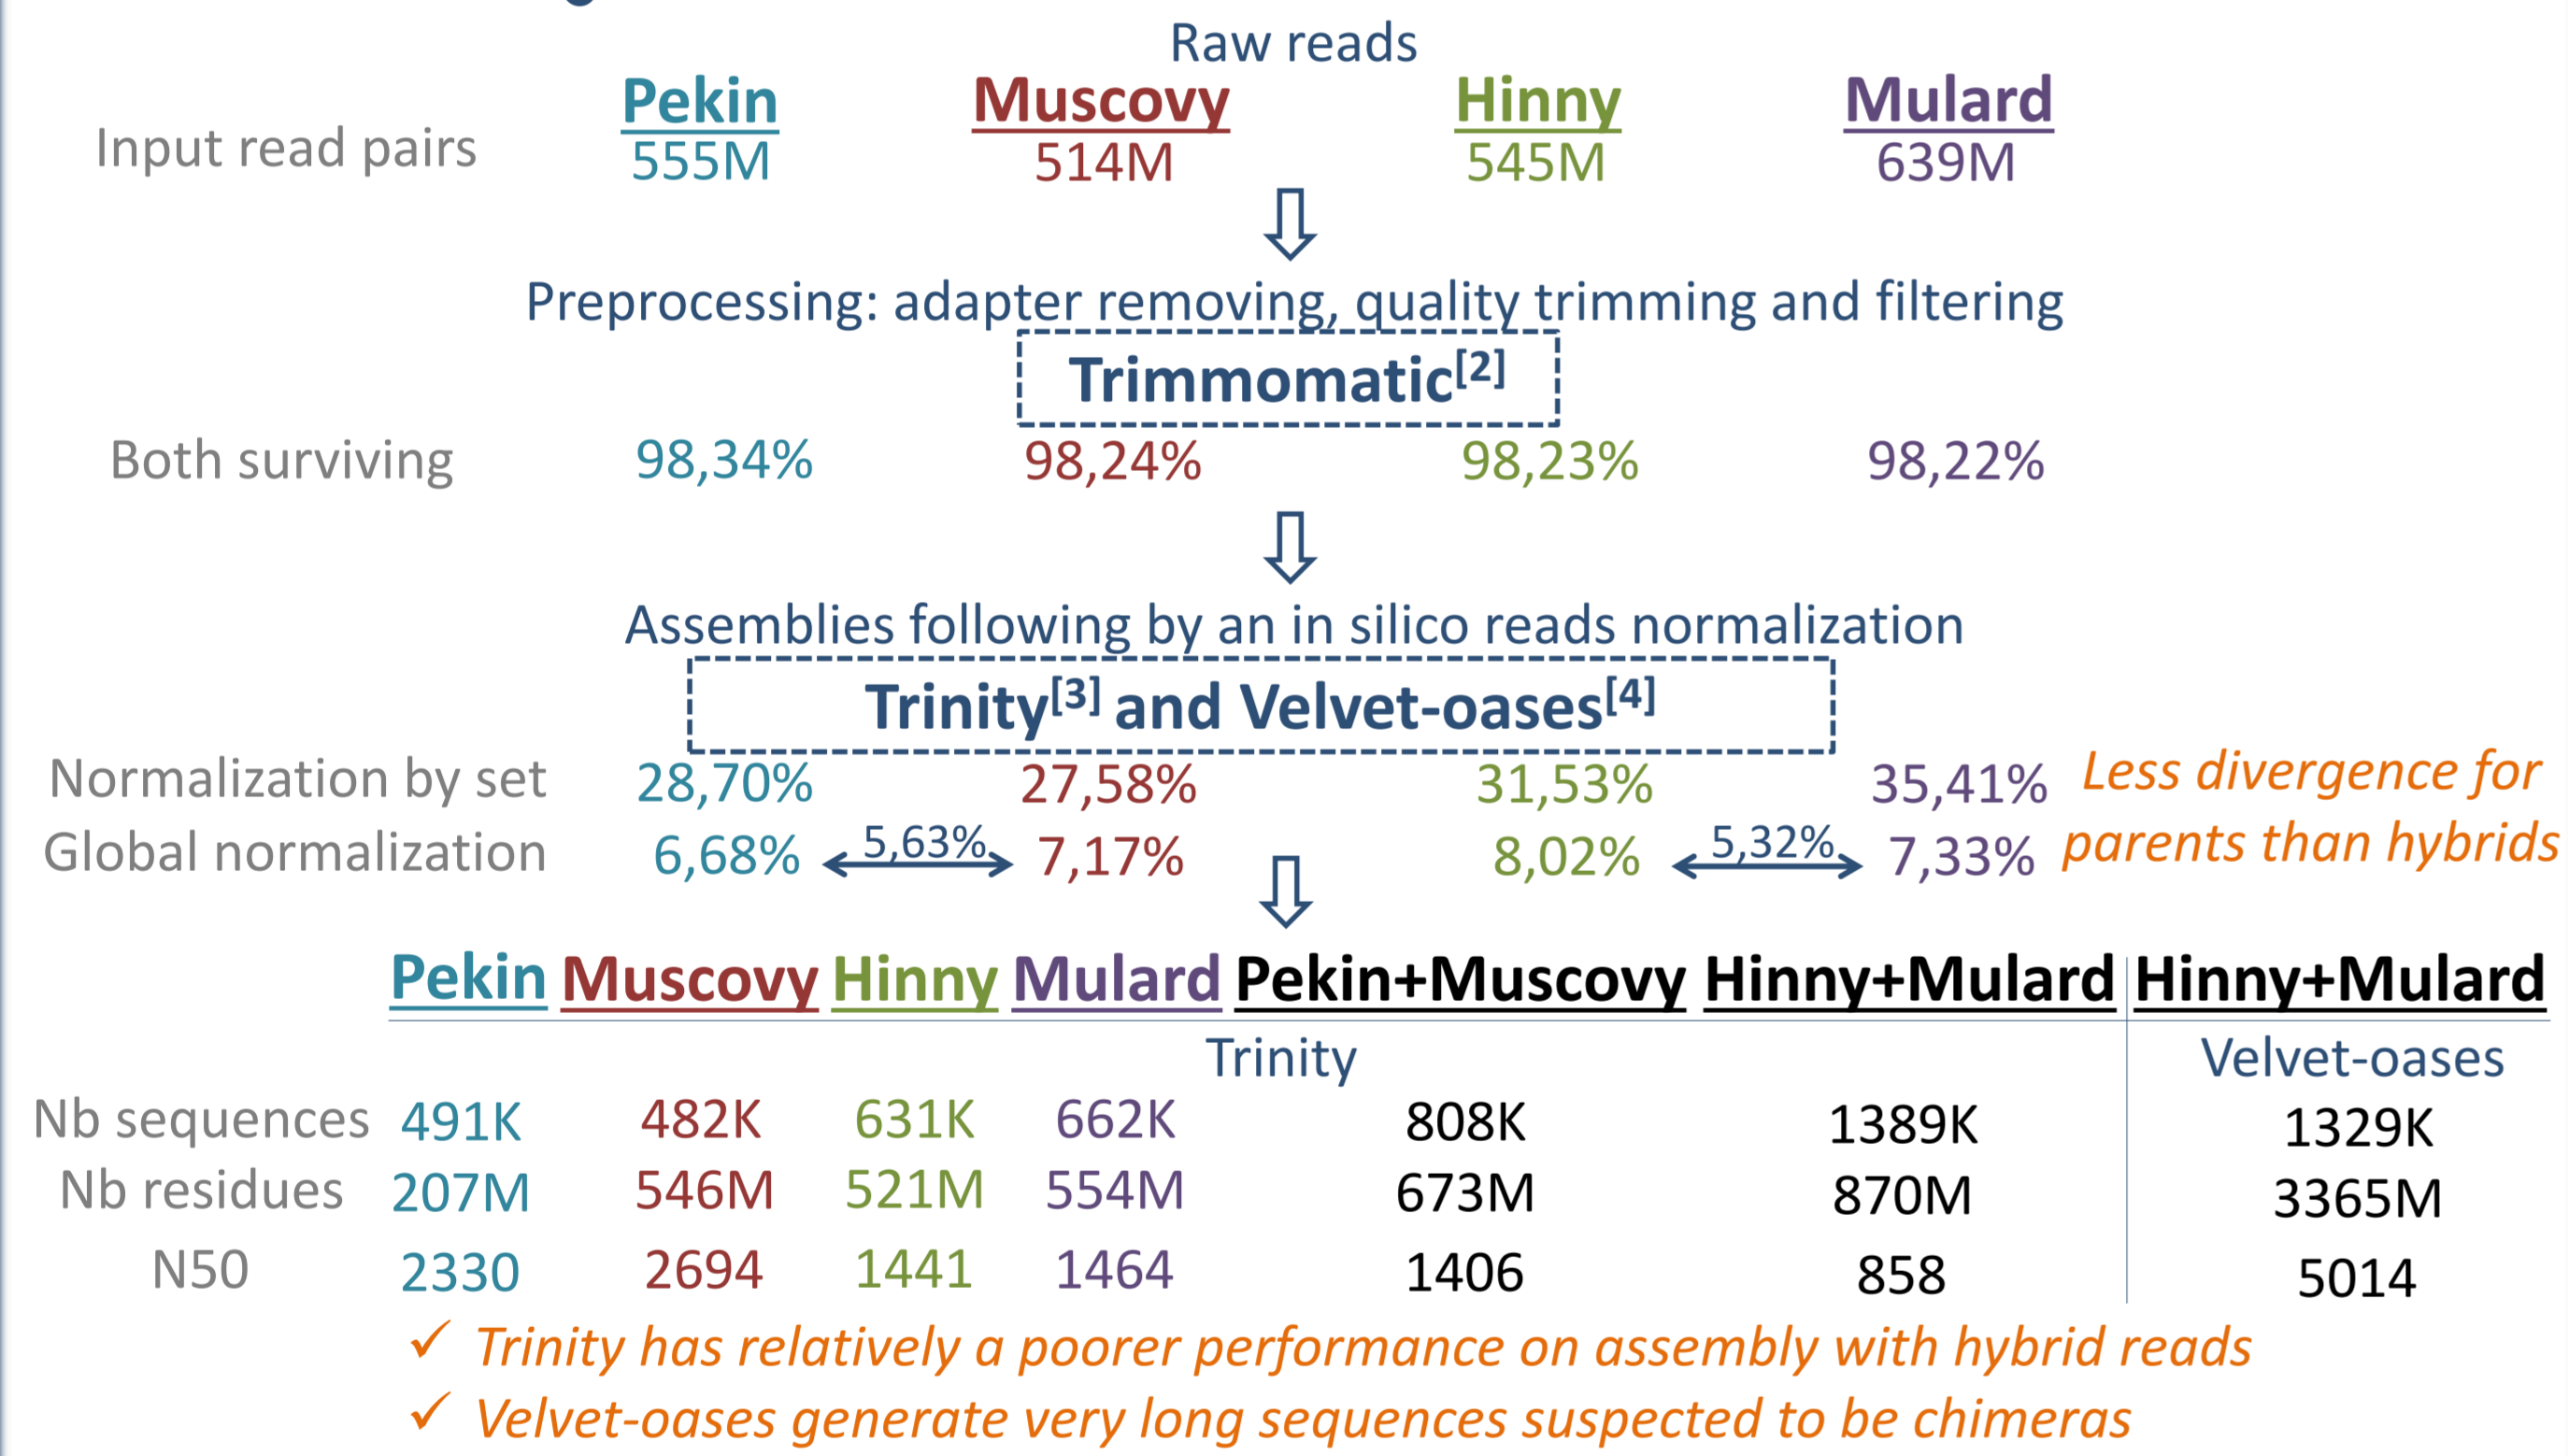 Raw reads
Pekin Muscovy Hinny Mulard
Input read pairs 555M 514M 545M 639M
Preprocessing: adapter removing, quality trimming and filtering
Trimmomatic[2]
Both surviving 98,34% 98,24% 98,23% 98,22%
Assemblies following by an in silico reads normalization
Trinity[3] and Velvet-oases[4]
Normalization by set 28,70% 27,58% 31,53% 35,41% Less divergence for
Global normalization 6,68% 5,63% 7,17% 8,02% 5,32% 7,33% parents than hybrids
Pekin Muscovy Hinny Mulard Pekin+Muscovy Hinny+Mulard Hinny+Mulard
Trinity Velvet-oases
Nb sequences 491K 482K 631K 662K 808K 1389K 1329K
Nb residues 207M 546M 521M 554M 673M 870M 3365M
N50 2330 2694 1441 1464 1406 858 5014
✓ Trinity has relatively a poorer performance on assembly with hybrid reads
✓ Velvet-oases generate very long sequences suspected to be chimeras